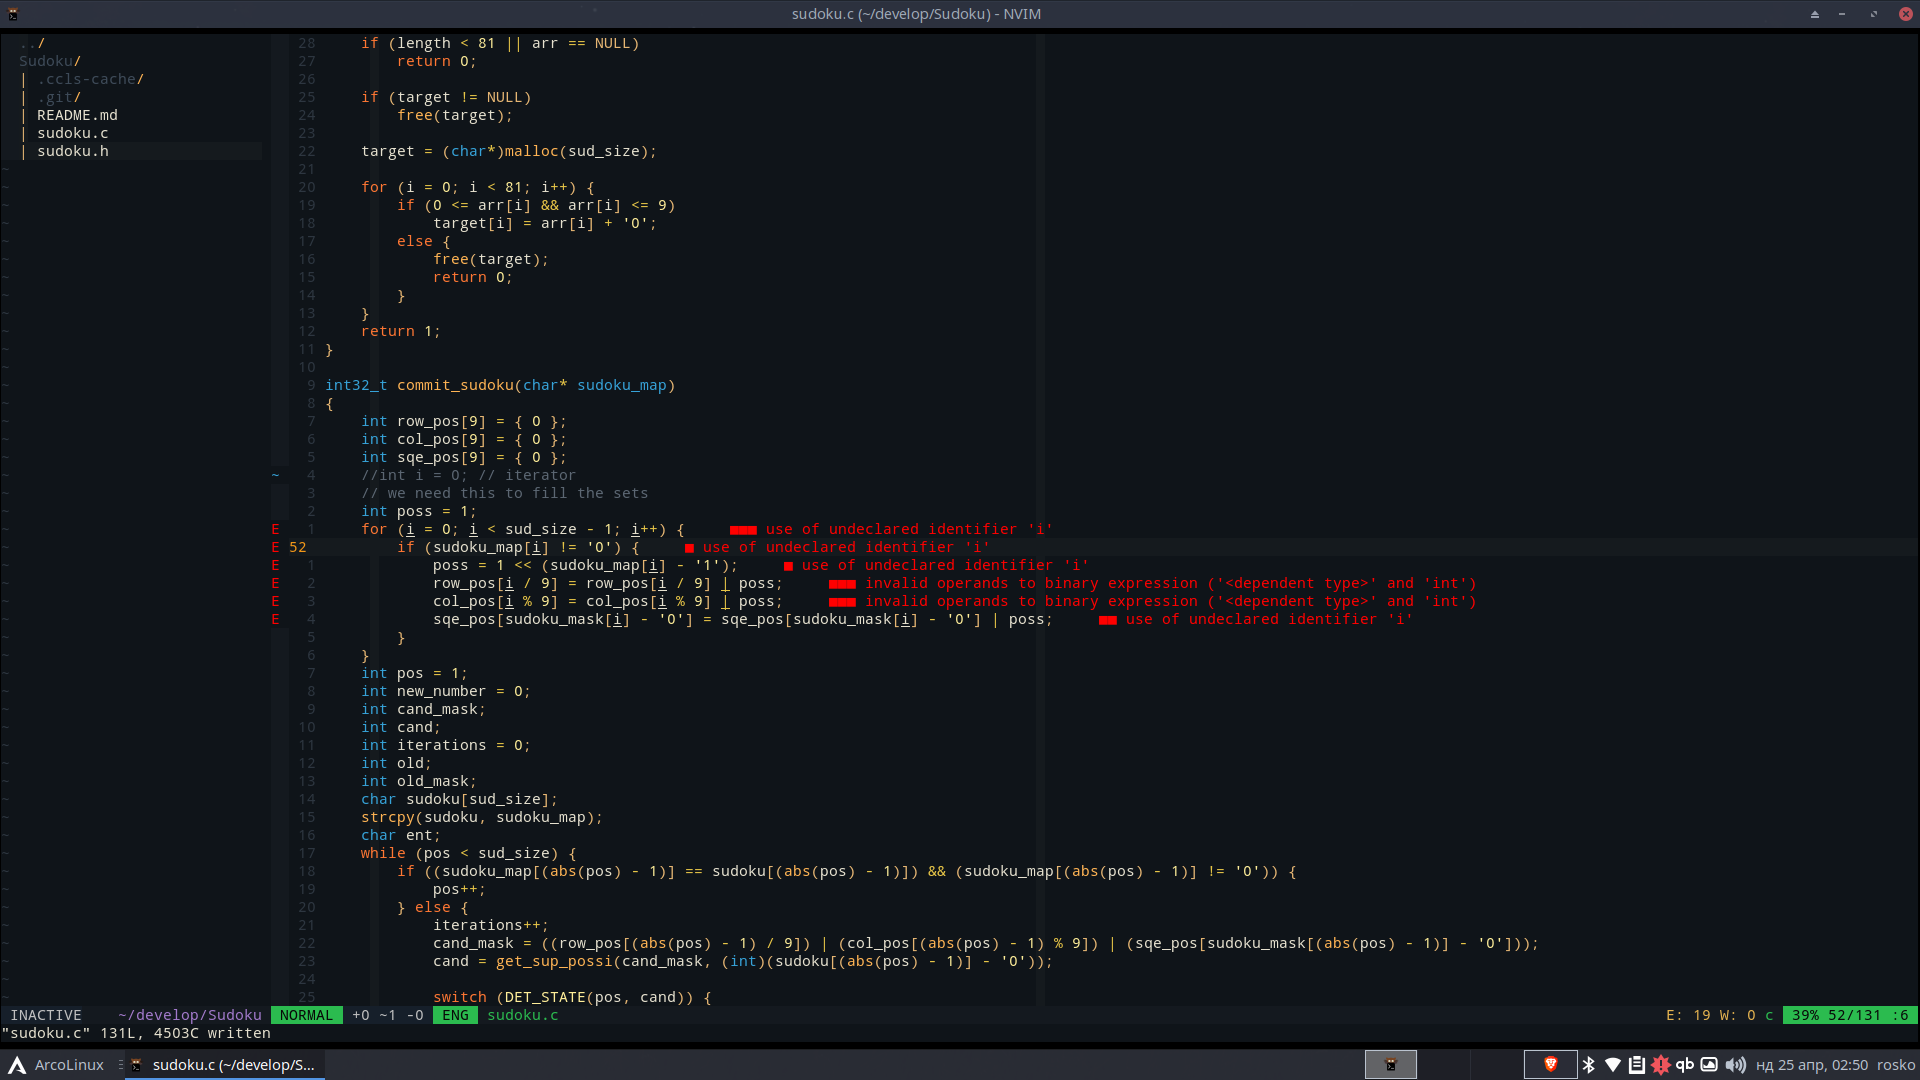 sudoku.c (~/develop/Sudoku) - NVIM
../
Sudoku/
| .ccls-cache/
| .git/
| README.md
| sudoku.c
| sudoku.h
28     if (length < 81 || arr == NULL)
27         return 0;
26
25     if (target != NULL)
24         free(target);
23
22     target = (char*)malloc(sud_size);
21
20     for (i = 0; i < 81; i++) {
19         if (0 <= arr[i] && arr[i] <= 9)
18             target[i] = arr[i] + '0';
17         else {
16             free(target);
15             return 0;
14         }
13     }
12     return 1;
11 }
10
9 int32_t commit_sudoku(char* sudoku_map)
8 {
7     int row_pos[9] = { 0 };
6     int col_pos[9] = { 0 };
5     int sqe_pos[9] = { 0 };
~ 4     //int i = 0; // iterator
3     // we need this to fill the sets
2     int poss = 1;
E 1     for (i = 0; i < sud_size - 1; i++) {     ■■■ use of undeclared identifier 'i'
E 52         if (sudoku_map[i] != '0') {     ■ use of undeclared identifier 'i'
E 1             poss = 1 << (sudoku_map[i] - '1');     ■ use of undeclared identifier 'i'
E 2             row_pos[i / 9] = row_pos[i / 9] | poss;     ■■■ invalid operands to binary expression ('<dependent type>' and 'int')
E 3             col_pos[i % 9] = col_pos[i % 9] | poss;     ■■■ invalid operands to binary expression ('<dependent type>' and 'int')
E 4             sqe_pos[sudoku_mask[i] - '0'] = sqe_pos[sudoku_mask[i] - '0'] | poss;     ■■ use of undeclared identifier 'i'
5         }
6     }
7     int pos = 1;
8     int new_number = 0;
9     int cand_mask;
10     int cand;
11     int iterations = 0;
12     int old;
13     int old_mask;
14     char sudoku[sud_size];
15     strcpy(sudoku, sudoku_map);
16     char ent;
17     while (pos < sud_size) {
18         if ((sudoku_map[(abs(pos) - 1)] == sudoku[(abs(pos) - 1)]) && (sudoku_map[(abs(pos) - 1)] != '0')) {
19             pos++;
20         } else {
21             iterations++;
22             cand_mask = ((row_pos[(abs(pos) - 1) / 9]) | (col_pos[(abs(pos) - 1) % 9]) | (sqe_pos[sudoku_mask[(abs(pos) - 1)] - '0']));
23             cand = get_sup_possi(cand_mask, (int)(sudoku[(abs(pos) - 1)] - '0'));
24
25             switch (DET_STATE(pos, cand)) {
INACTIVE ~/develop/Sudoku NORMAL +0 ~1 -0 ENG sudoku.c E: 19 W: 0 c 39% 52/131 :6
"sudoku.c" 131L, 4503C written
ArcoLinux sudoku.c (~/develop/S... qb нд 25 апр, 02:50 rosko